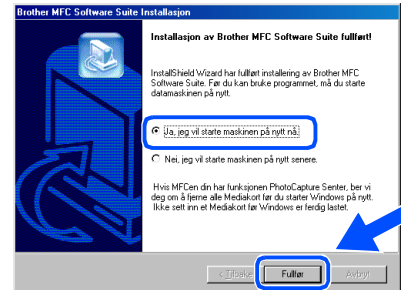 Brother MFC Software Suite Installasjon
Installasjon av Brother MFC Software Suite fullført!
InstallShield Wizard har fullført installering av Brother MFC
Software Suite. Før du kan bruke programmet, må du starte
datamaskinen på nytt.
Ja, jeg vil starte maskinen på nytt nå.
Nei, jeg vil starte maskinen på nytt senere.
Hvis MFCen din har funksjonen PhotoCapture Senter, ber vi
deg om å fjerne alle Mediakort før du starter Windows på nytt.
Ikke sett inn et Mediakort før Windows er ferdig lastet.
< Tilbake Fullfør Avbryt